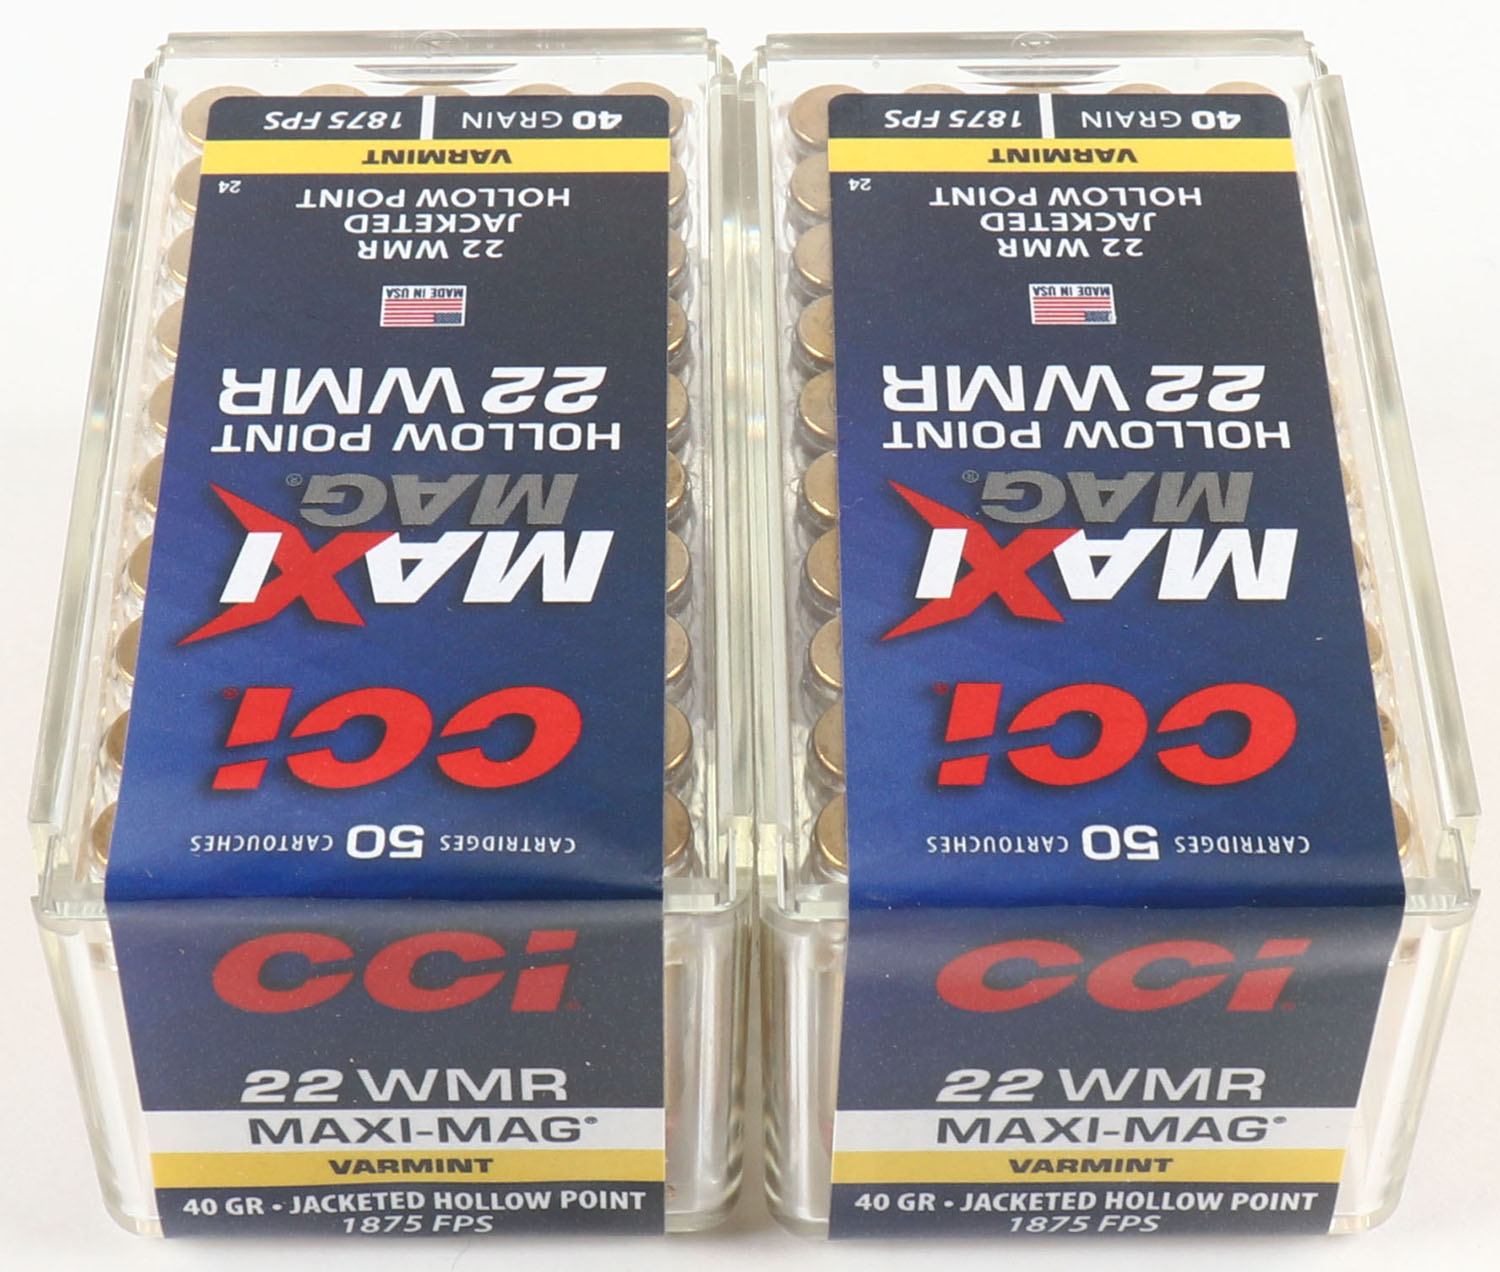 50 CARTRIDGES CARTOUCHES
CCI®
MAXI
MAG®
HOLLOW POINT
22 WMR
MADE IN USA
22 WMR
JACKETED
HOLLOW POINT
24
VARMINT
40 GRAIN | 1875 FPS
CCI
22 WMR
MAXI-MAG®
VARMINT
40 GR • JACKETED HOLLOW POINT
1875 FPS
50 CARTRIDGES CARTOUCHES
CCI®
MAXI
MAG®
HOLLOW POINT
22 WMR
MADE IN USA
22 WMR
JACKETED
HOLLOW POINT
24
VARMINT
40 GRAIN | 1875 FPS
CCI
22 WMR
MAXI-MAG®
VARMINT
40 GR • JACKETED HOLLOW POINT
1875 FPS